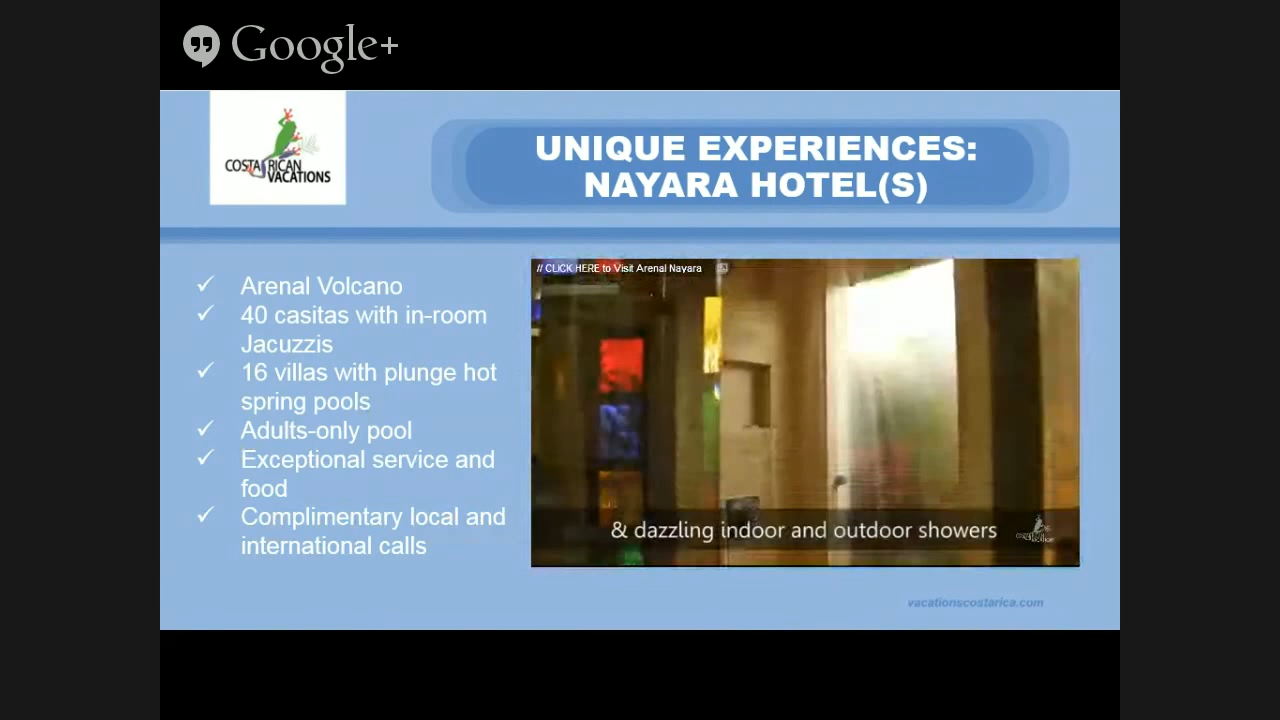 Google+
COSTA RICAN
VACATIONS
UNIQUE EXPERIENCES:
NAYARA HOTEL(S)
✓ Arenal Volcano
✓ 40 casitas with in-room
Jacuzzis
✓ 16 villas with plunge hot
spring pools
✓ Adults-only pool
✓ Exceptional service and
food
✓ Complimentary local and
international calls
// CLICK HERE to Visit Arenal Nayara
& dazzling indoor and outdoor showers
vacationscostarica.com